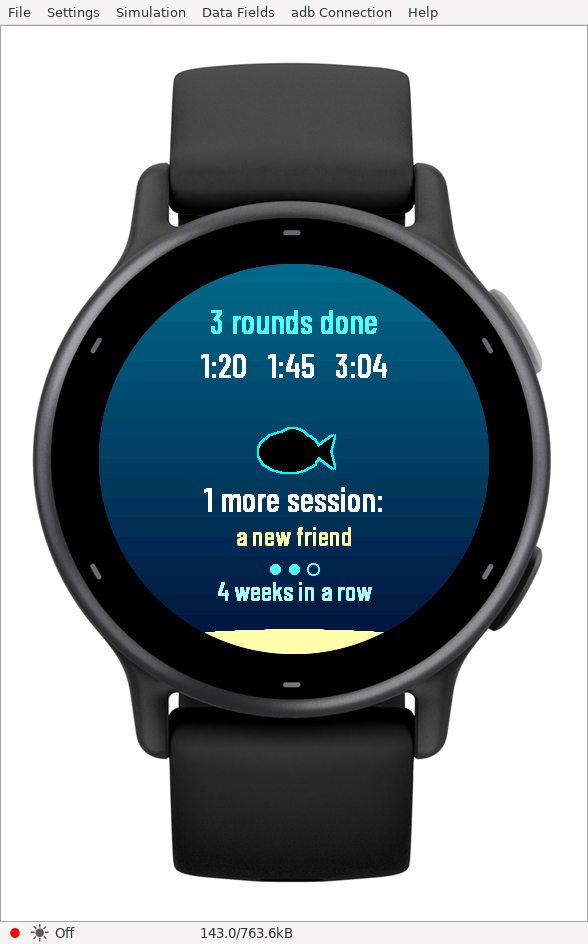 File Settings Simulation Data Fields adb Connection Help
3 rounds done
1:20 1:45 3:04
1 more session:
a new friend
4 weeks in a row
Off 143.0/763.6kB